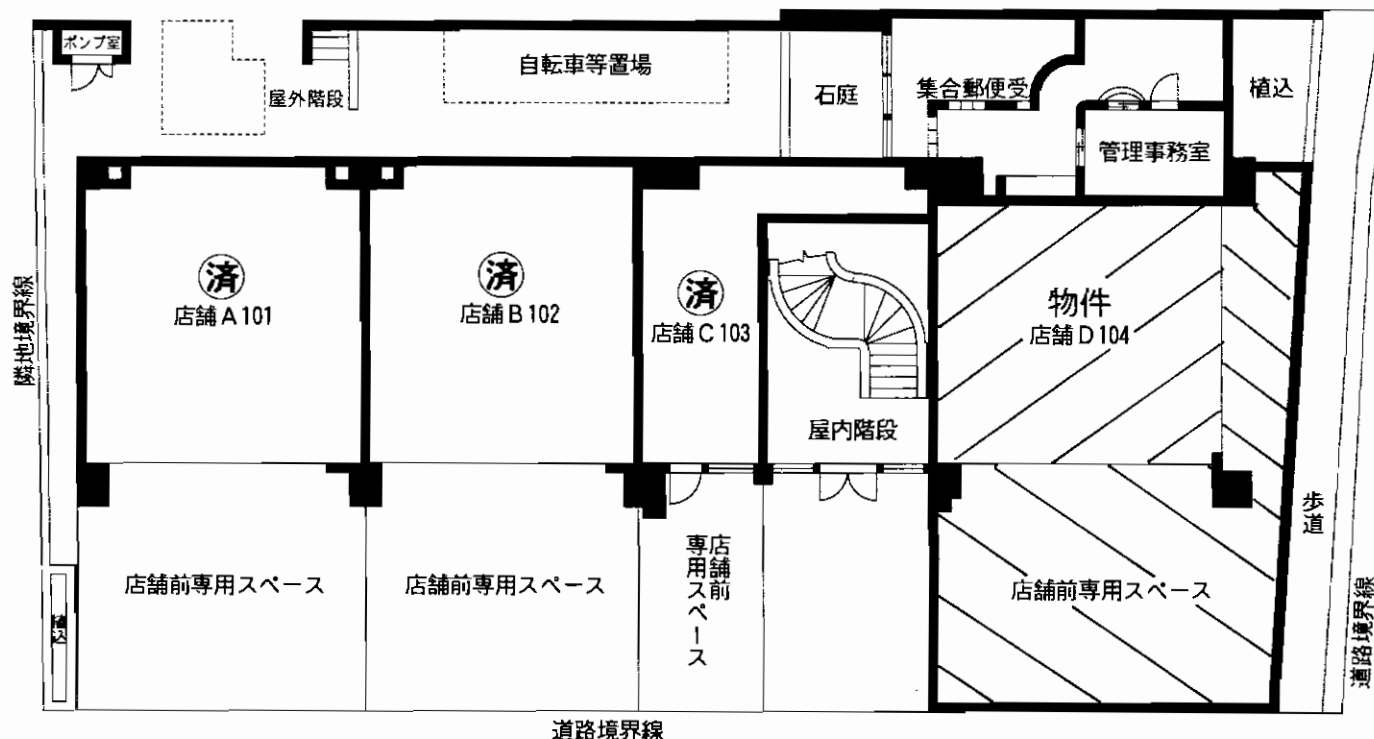 ポンプ室
屋外階段
自転車等置場
石庭
集合郵便受
植込
管理事務室
隣地境界線
済
店舗 A 101
済
店舗 B 102
済
店舗 C 103
屋内階段
物件
店舗 D 104
店舗前専用スペース
店舗前専用スペース
店舗前
専用スペース
店舗前専用スペース
歩道
植込
道路境界線
道路境界線